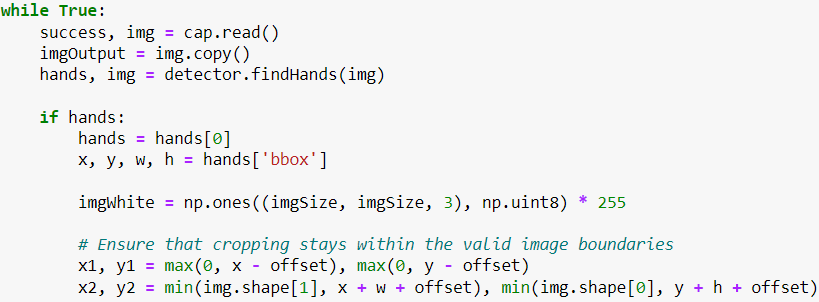 while True:
    success, img = cap.read()
    imgOutput = img.copy()
    hands, img = detector.findHands(img)

    if hands:
        hands = hands[0]
        x, y, w, h = hands['bbox']

        imgWhite = np.ones((imgSize, imgSize, 3), np.uint8) * 255

        # Ensure that cropping stays within the valid image boundaries
        x1, y1 = max(0, x - offset), max(0, y - offset)
        x2, y2 = min(img.shape[1], x + w + offset), min(img.shape[0], y + h + offset)